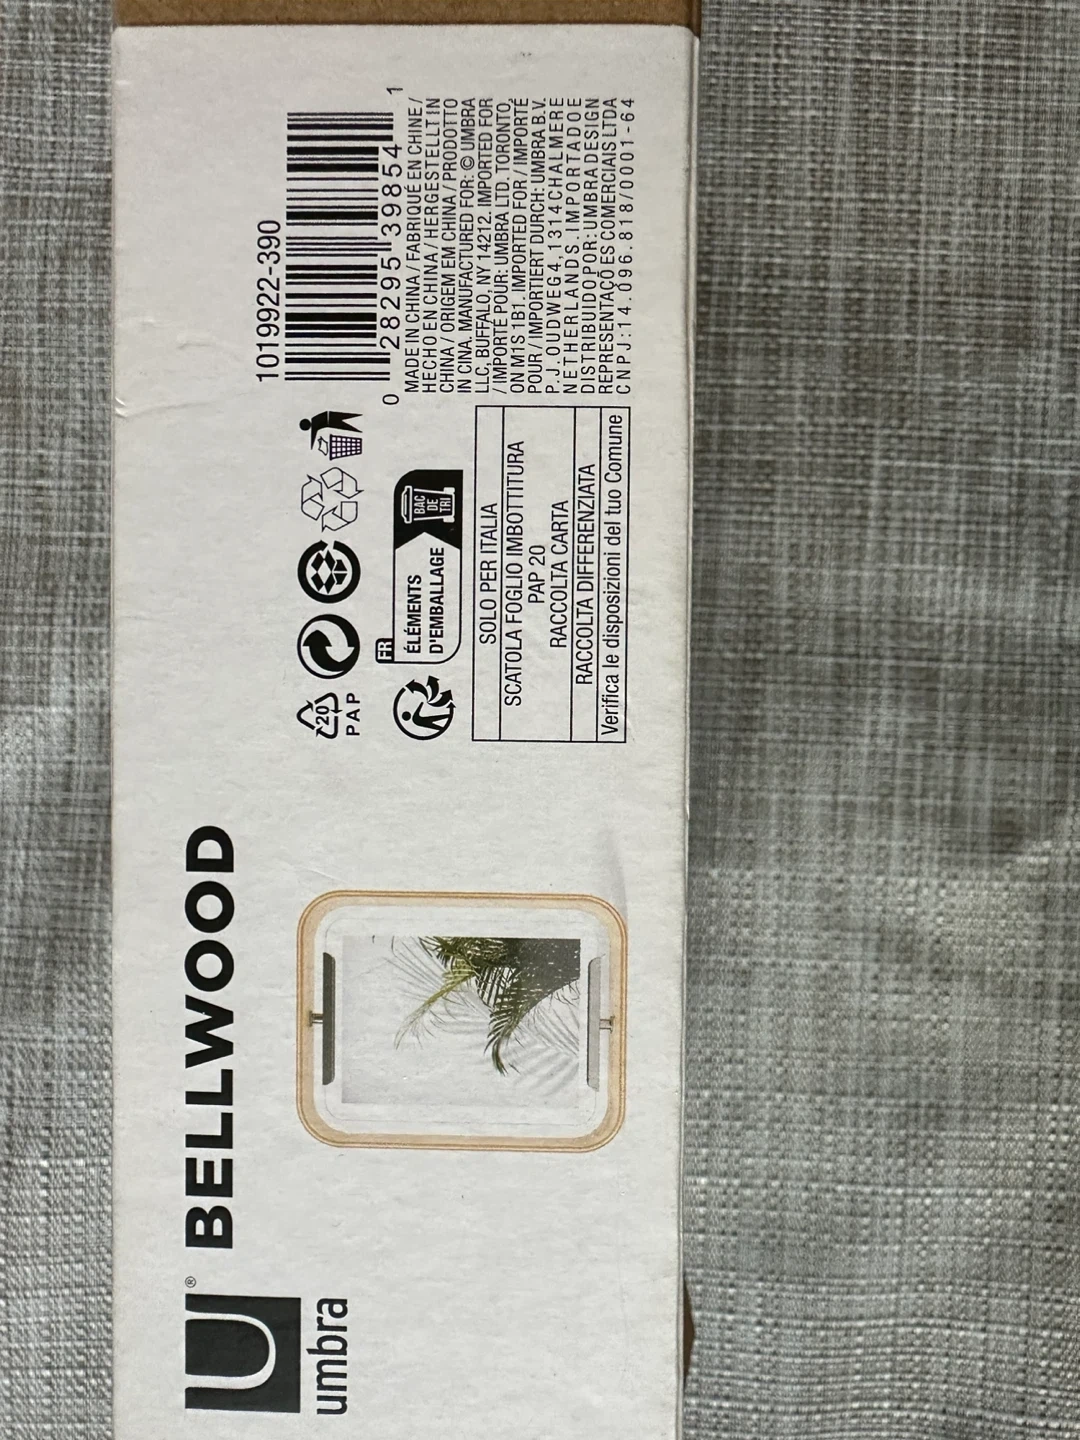 U®
umbra
BELLWOOD
1019922-390
0 28295 39854 1
20
PAP
FR
ÉLÉMENTS
D'EMBALLAGE
BAC
DE
TRI
SOLO PER ITALIA
SCATOLA FOGLIO IMBOTTITURA
PAP 20
RACCOLTA CARTA
RACCOLTA DIFFERENZIATA
Verifica le disposizioni del tuo Comune
MADE IN CHINA / FABRIQUÉ EN CHINE /
HECHO EN CHINA / HERGESTELLT IN
CHINA / ORIGEM EM CHINA / PRODOTTO
IN CINA. MANUFACTURED FOR: © UMBRA
LLC, BUFFALO, NY 14212. IMPORTED FOR
/ IMPORTÉ POUR: UMBRA LTD. TORONTO,
ON M1S 1B1. IMPORTED FOR / IMPORTÉ
POUR / IMPORTIERT DURCH: UMBRA B.V.
P.J. OUDWEG 4, 1314 CHALMERE
NETHERLANDS. IMPORTADO E
DISTRIBUIDO POR: UMBRA DESIGN
REPRESENTAÇÕES COMERCIAIS LTDA
CNPJ:14.096.818/0001-64